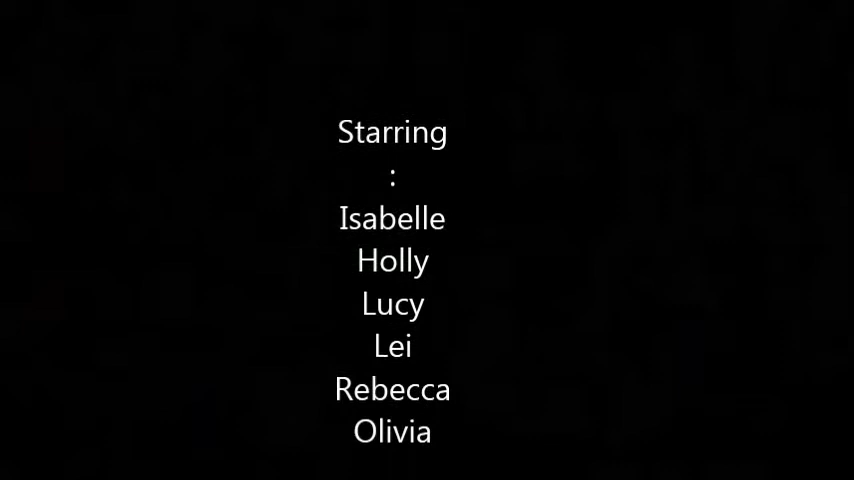 Starring
:
Isabelle
Holly
Lucy
Lei
Rebecca
Olivia